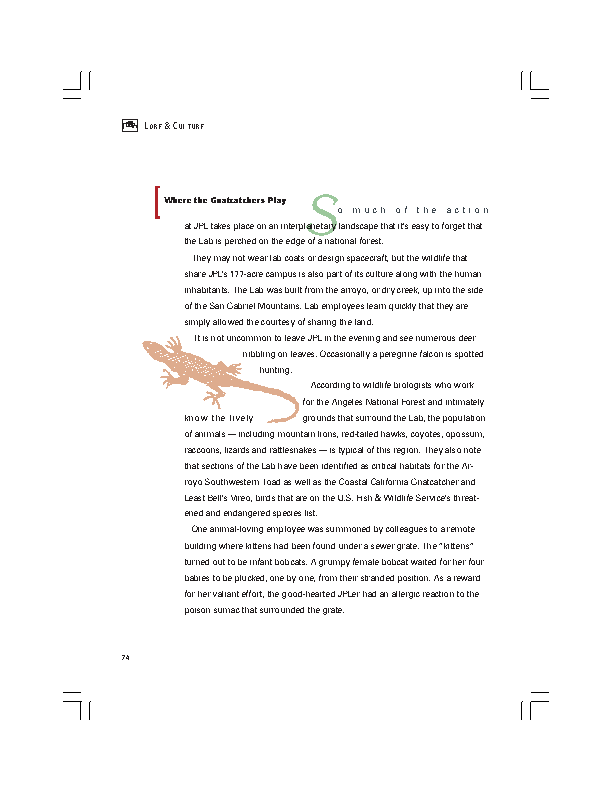 LORE & CULTURE
Where the Gnatcatchers Play
So much of the action
at JPL takes place on an interplanetary landscape that it's easy to forget that
the Lab is perched on the edge of a national forest.
They may not wear lab coats or design spacecraft, but the wildlife that
share JPL's 177-acre campus is also part of its culture along with the human
inhabitants. The Lab was built from the arroyo, or dry creek, up into the side
of the San Gabriel Mountains. Lab employees learn quickly that they are
simply allowed the courtesy of sharing the land.
It is not uncommon to leave JPL in the evening and see numerous deer
nibbling on leaves. Occasionally a peregrine falcon is spotted
hunting.
According to wildlife biologists who work
for the Angeles National Forest and intimately
know the lively grounds that surround the Lab, the population
of animals — including mountain lions, red-tailed hawks, coyotes, opossum,
raccoons, lizards and rattlesnakes — is typical of this region. They also note
that sections of the Lab have been identified as critical habitats for the Ar-
royo Southwestern Toad as well as the Coastal California Gnatcatcher and
Least Bell's Vireo, birds that are on the U.S. Fish & Wildlife Service's threat-
ened and endangered species list.
One animal-loving employee was summoned by colleagues to a remote
building where kittens had been found under a sewer grate. The "kittens"
turned out to be infant bobcats. A grumpy female bobcat waited for her four
babies to be plucked, one by one, from their stranded position. As a reward
for her valiant effort, the good-hearted JPLer had an allergic reaction to the
poison sumac that surrounded the grate.
74